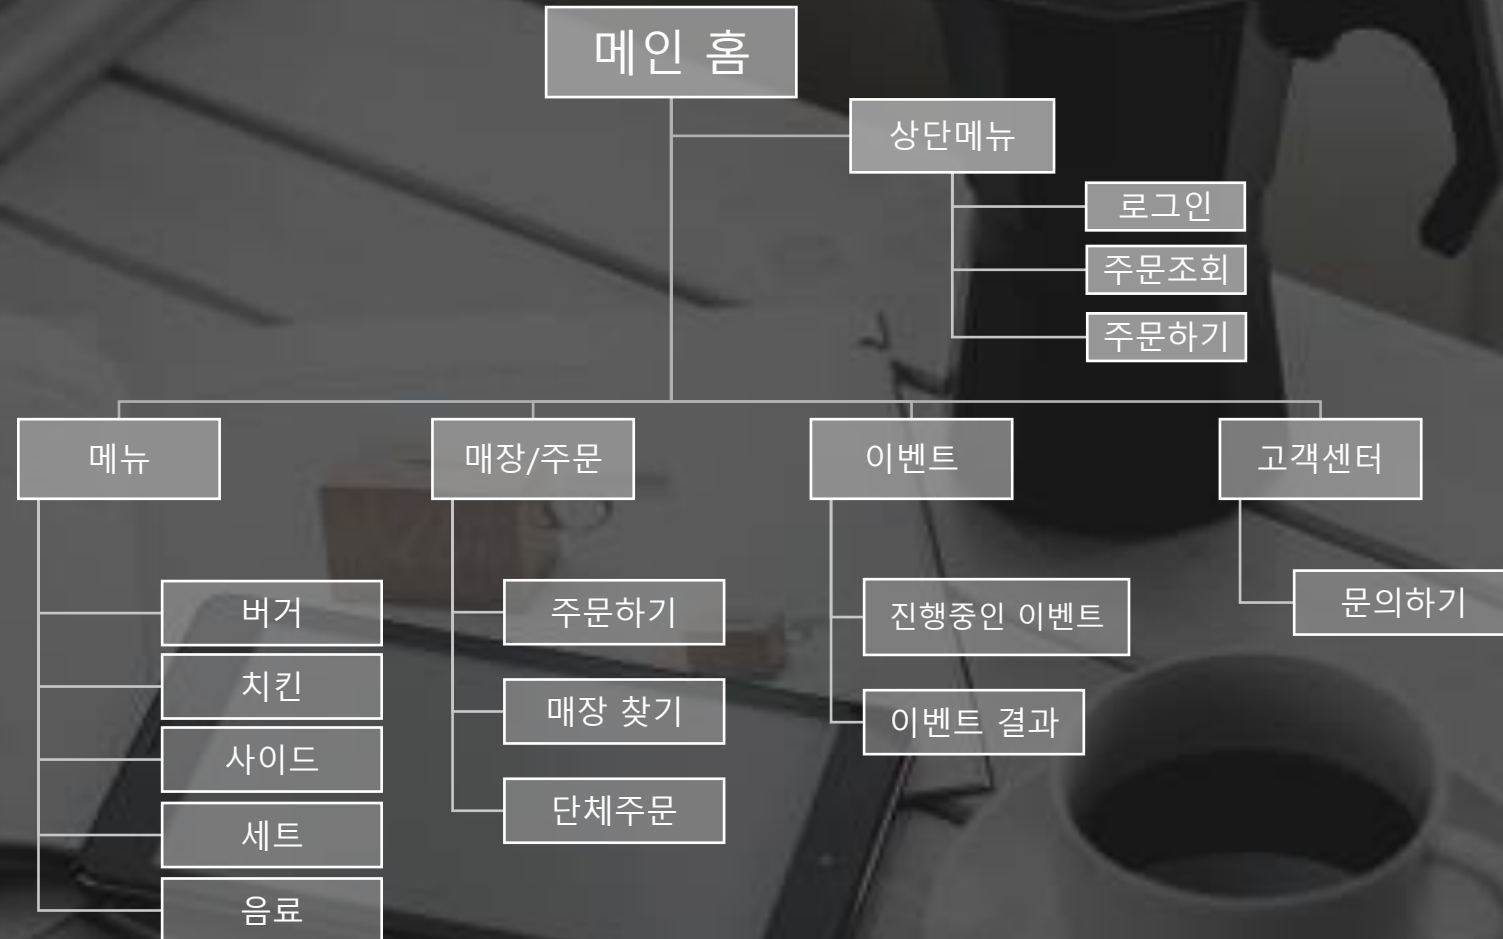 메인 홈
상단메뉴
로그인
주문조회
주문하기
메뉴
매장/주문
이벤트
고객센터
버거
치킨
사이드
세트
음료
주문하기
매장 찾기
단체주문
진행중인 이벤트
이벤트 결과
문의하기